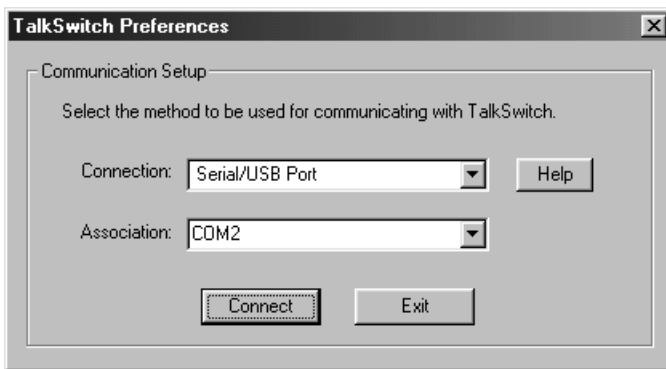 TalkSwitch Preferences
Communication Setup
Select the method to be used for communicating with TalkSwitch.
Connection: Serial/USB Port Help
Association: COM2
Connect Exit